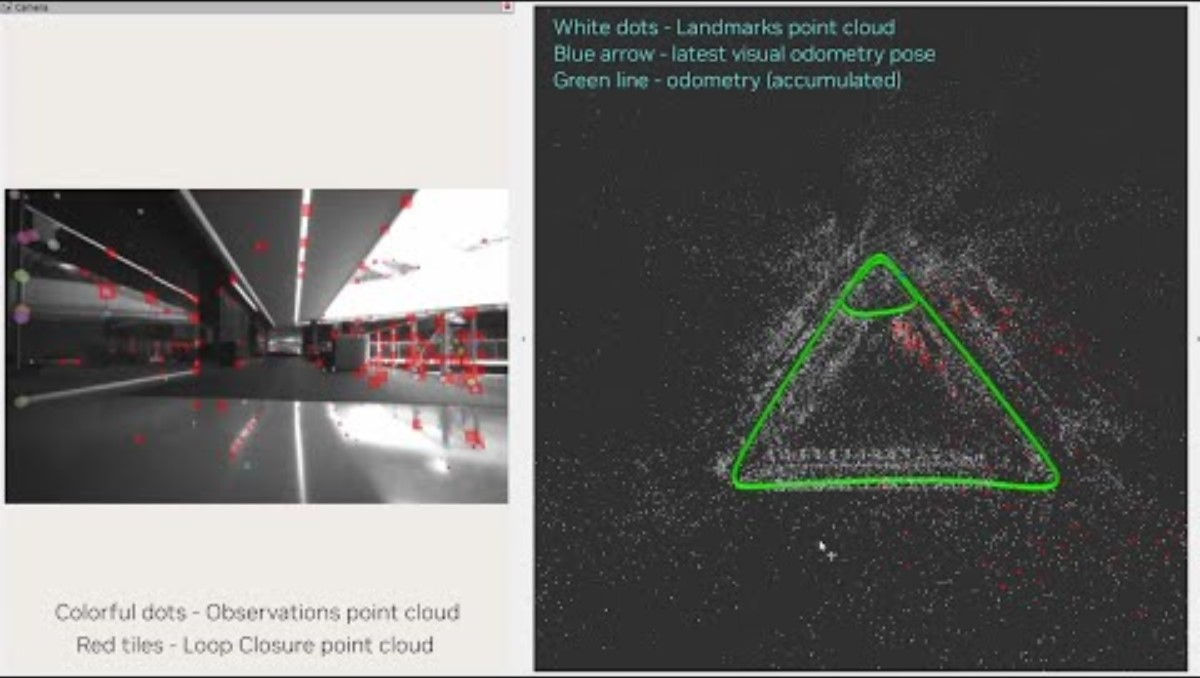 Camera
White dots - Landmarks point cloud
Blue arrow - latest visual odometry pose
Green line - odometry (accumulated)
Colorful dots - Observations point cloud
Red tiles - Loop Closure point cloud